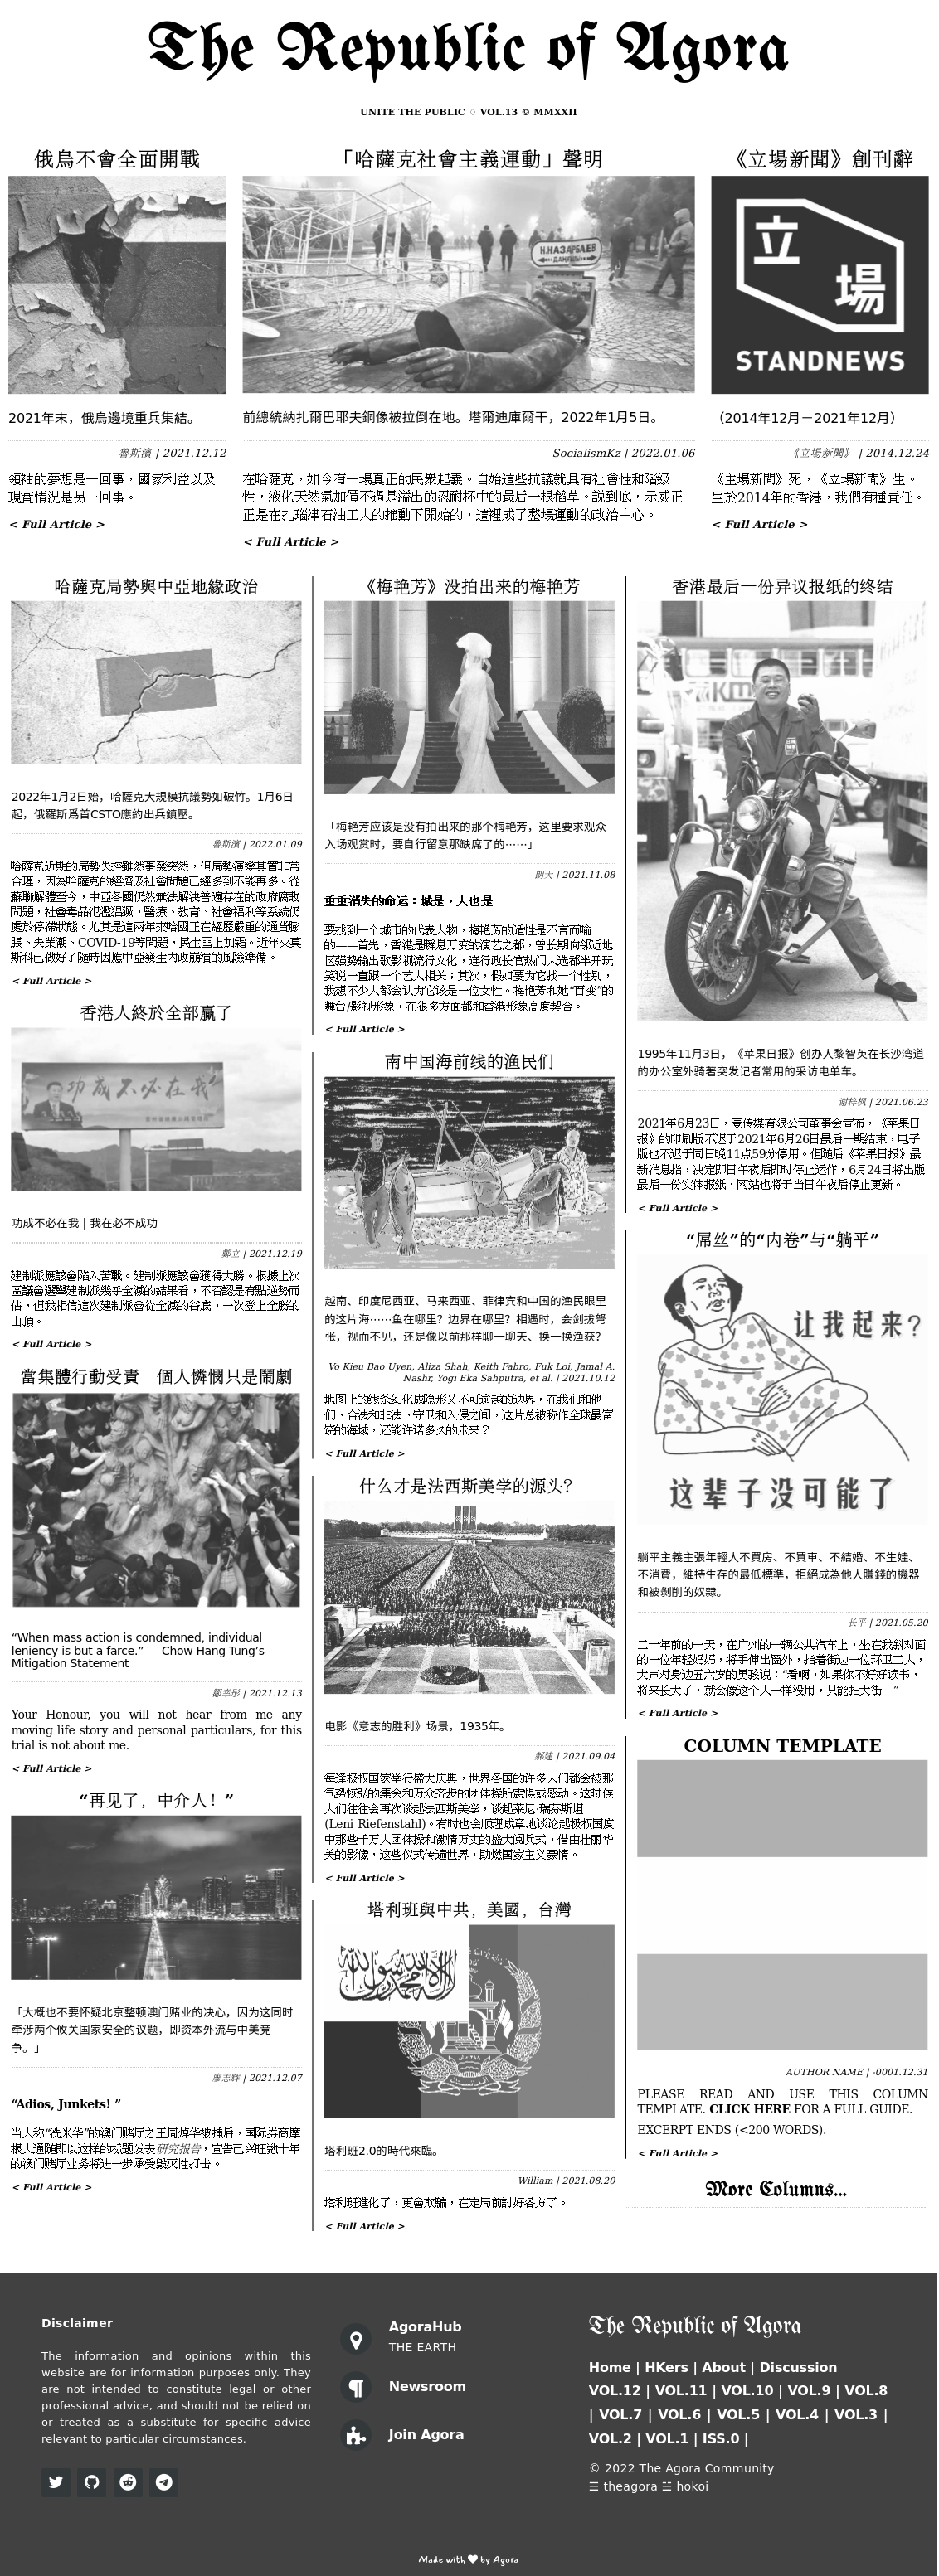 The Republic of Agora
UNITE THE PUBLIC ♢ VOL.13 © MMXXII
俄烏不會全面開戰
2021年末，俄烏邊境重兵集結。
魯斯濱 | 2021.12.12
領袖的夢想是一回事，國家利益以及
現實情況是另一回事。
< Full Article >
「哈薩克社會主義運動」聲明
Н.НАЗАРБАЕВ
前總統納扎爾巴耶夫銅像被拉倒在地。塔爾迪庫爾干，2022年1月5日。
SocialismKz | 2022.01.06
在哈薩克，如今有一場真正的民衆起義。自始這些抗議就具有社會性和階級
性，液化天然氣加價不過是溢出的忍耐杯中的最后一根稻草。説到底，示威正
正是在扎瑙津石油工人的推動下開始的，這裡成了整場運動的政治中心。
< Full Article >
《立場新聞》創刊辭
立
場
STANDNEWS
（2014年12月－2021年12月）
《立場新聞》 | 2014.12.24
《立場新聞》死，《立場新聞》生。
生於2014年的香港，我們有種責任。
< Full Article >
哈薩克局勢與中亞地緣政治
2022年1月2日始，哈薩克大規模抗議勢如破竹。1月6日
起，俄羅斯爲首CSTO應約出兵鎮壓。
魯斯濱 | 2022.01.09
哈薩克近期的局勢失控雖然事發突然，但局勢演變其實非常
合理，因為哈薩克的經濟及社會問題已經多到不能再多。從
蘇聯解體至今，中亞各國仍然無法解決普遍存在的政府腐敗
問題，社會毒品氾濫猖獗，醫療、教育、社會福利等系統仍
處於停滯狀態。尤其是這兩年來哈國正在經歷嚴重的通貨膨
脹、失業潮、COVID-19等問題，民生雪上加霜。近年來莫
斯科已做好了隨時因應中亞發生内政崩潰的風險準備。
< Full Article >
香港人終於全部贏了
功成不必在我
功成不必在我 | 我在必不成功
鄭立 | 2021.12.19
建制派應該會陷入苦戰。建制派應該會獲得大勝。根據上次
區議會選舉建制派幾乎全滅的結果看，不否認是有點逆勢而
估，但我相信這次建制派會從全滅的谷底，一次登上全勝的
山頂。
< Full Article >
當集體行動受責　個人憐憫只是鬧劇
“When mass action is condemned, individual
leniency is but a farce.” — Chow Hang Tung’s
Mitigation Statement
鄒幸彤 | 2021.12.13
Your Honour, you will not hear from me any
moving life story and personal particulars, for this
trial is not about me.
< Full Article >
“再见了，中介人！”
「大概也不要怀疑北京整顿澳门赌业的决心，因为这同时
牵涉两个攸关国家安全的议题，即资本外流与中美竞
争。」
廖志辉 | 2021.12.07
“Adios, Junkets! ”
当人称“洗米华”的澳门赌厅之王周焯华被捕后，国际券商摩
根大通随即以这样的标题发表研究报告，宣告已兴旺数十年
的澳门赌厅业务将进一步承受毁灭性打击。
< Full Article >
《梅艳芳》没拍出来的梅艳芳
「梅艳芳应该是没有拍出来的那个梅艳芳，这里要求观众
入场观赏时，要自行留意那缺席了的……」
朗天 | 2021.11.08
重重消失的命运：城是，人也是
要找到一个城市的代表人物，梅艳芳的适性是不言而喻
的——首先，香港是瞬息万变的演艺之都，曾长期向邻近地
区强势输出歌影视流行文化，连行政长官热门人选都半开玩
笑说一直跟一个艺人相关；其次，假如要为它找一个性别，
我想不少人都会认为它该是一位女性。梅艳芳和她“百变”的
舞台/影视形象，在很多方面都和香港形象高度契合。
< Full Article >
南中国海前线的渔民们
越南、印度尼西亚、马来西亚、菲律宾和中国的渔民眼里
的这片海……鱼在哪里？边界在哪里？相遇时，会剑拔弩
张，视而不见，还是像以前那样聊一聊天、换一换渔获？
Vo Kieu Bao Uyen, Aliza Shah, Keith Fabro, Fuk Loi, Jamal A.
Nashr, Yogi Eka Sahputra, et al. | 2021.10.12
地图上的线条幻化成隐形又不可逾越的边界，在我们和他
们、合法和非法、守卫和入侵之间，这片总被称作全球最富
饶的海域，还能许诺多久的未来？
< Full Article >
什么才是法西斯美学的源头？
电影《意志的胜利》场景，1935年。
郝建 | 2021.09.04
每逢极权国家举行盛大庆典，世界各国的许多人们都会被那
气势恢弘的集会和万众齐步的团体操所震慑或感动。这时候
人们往往会再次谈起法西斯美学，谈起莱尼·瑞芬斯坦
(Leni Riefenstahl)。有时也会顺理成章地谈论起极权国度
中那些千万人团体操和激情万丈的盛大阅兵式，借由壮丽华
美的影像，这些仪式传遍世界，助燃国家主义豪情。
< Full Article >
塔利班與中共，美國，台灣
塔利班2.0的時代來臨。
William | 2021.08.20
塔利班進化了，更會欺騙，在定局前討好各方了。
< Full Article >
香港最后一份异议报纸的终结
1995年11月3日，《苹果日报》创办人黎智英在长沙湾道
的办公室外骑著突发记者常用的采访电单车。
谢梓枫 | 2021.06.23
2021年6月23日，壹传媒有限公司董事会宣布，《苹果日
报》的印刷版不迟于2021年6月26日最后一期结束，电子
版也不迟于同日晚11点59分停用。但随后《苹果日报》最
新消息指，决定即日午夜后即时停止运作，6月24日将出版
最后一份实体报纸，网站也将于当日午夜后停止更新。
< Full Article >
“屌丝”的“内卷”与“躺平”
让我起来?
这辈子没可能了
躺平主義主張年輕人不買房、不買車、不結婚、不生娃、
不消費，維持生存的最低標準，拒絕成為他人賺錢的機器
和被剝削的奴隸。
长平 | 2021.05.20
二十年前的一天，在广州的一辆公共汽车上，坐在我斜对面
的一位年轻妈妈，将手伸出窗外，指着街边一位环卫工人，
大声对身边五六岁的男孩说：“看啊，如果你不好好读书，
将来长大了，就会像这个人一样没用，只能扫大街！”
< Full Article >
COLUMN TEMPLATE
AUTHOR NAME | -0001.12.31
PLEASE READ AND USE THIS COLUMN
TEMPLATE. CLICK HERE FOR A FULL GUIDE.
EXCERPT ENDS (<200 WORDS).
< Full Article >
More Columns...
Disclaimer
The information and opinions within this
website are for information purposes only. They
are not intended to constitute legal or other
professional advice, and should not be relied on
or treated as a substitute for specific advice
relevant to particular circumstances.
AgoraHub
THE EARTH
Newsroom
Join Agora
The Republic of Agora
Home | HKers | About | Discussion
VOL.12 | VOL.11 | VOL.10 | VOL.9 | VOL.8
| VOL.7 | VOL.6 | VOL.5 | VOL.4 | VOL.3 |
VOL.2 | VOL.1 | ISS.0 |
© 2022 The Agora Community
☰ theagora ☱ hokoi
Made with ♥ by Agora